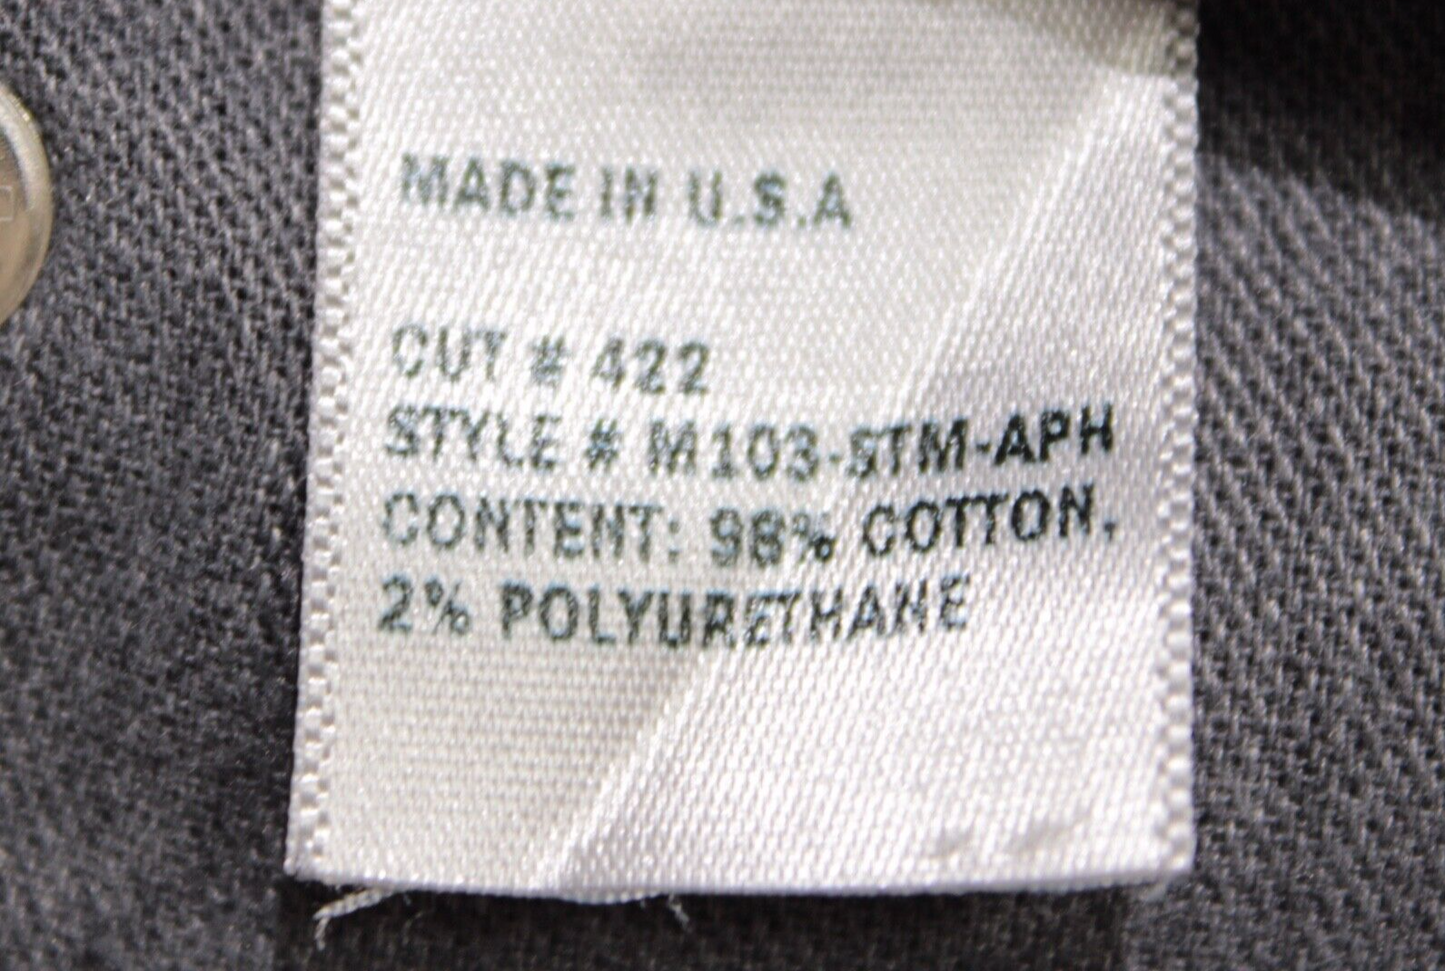 MADE IN U.S.A
CUT # 422
STYLE # M103-STM-APH
CONTENT: 98% COTTON,
2% POLYURETHANE